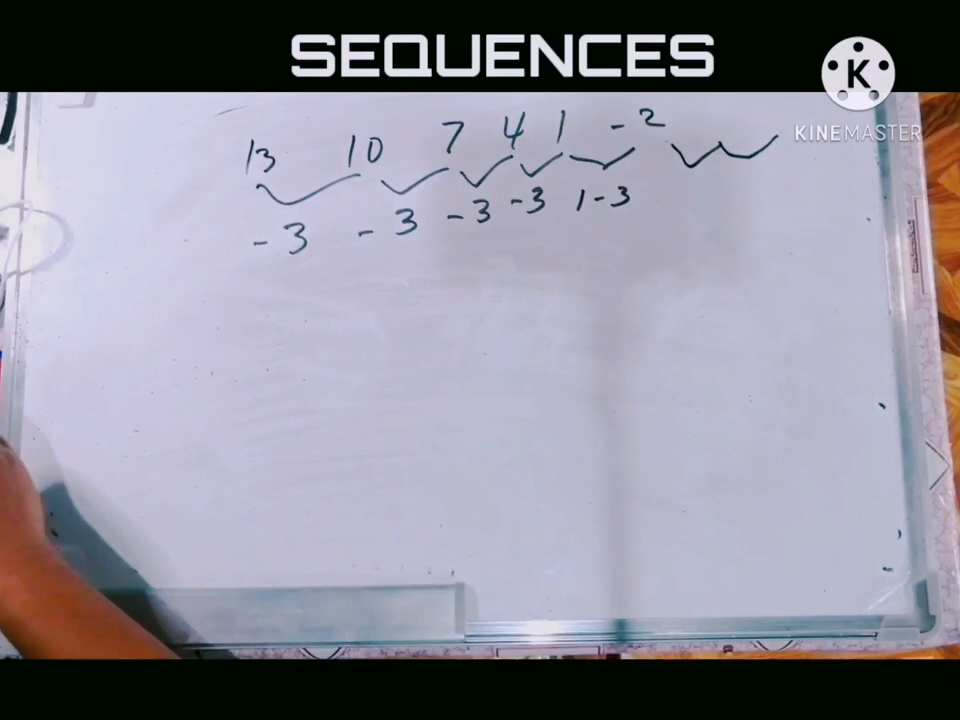 SEQUENCES
K
KINEMASTER
13 10 7 4 1 -2
-3 -3 -3 -3 1-3